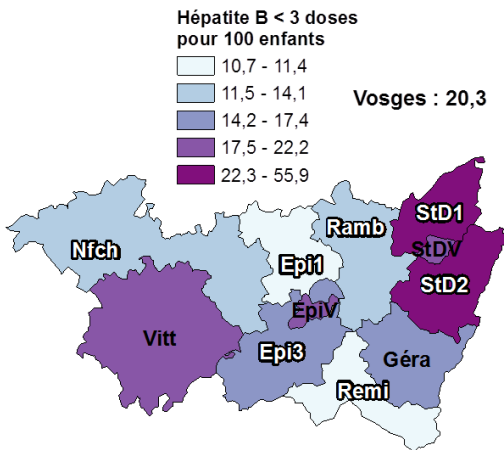 Hépatite B < 3 doses
pour 100 enfants
10,7 - 11,4
11,5 - 14,1
Vosges : 20,3
14,2 - 17,4
17,5 - 22,2
22,3 - 55,9
StD1
Ramb
Nfch
StDV
Epi1
StD2
EpiV
Vitt
Epi3
Géra
Remi